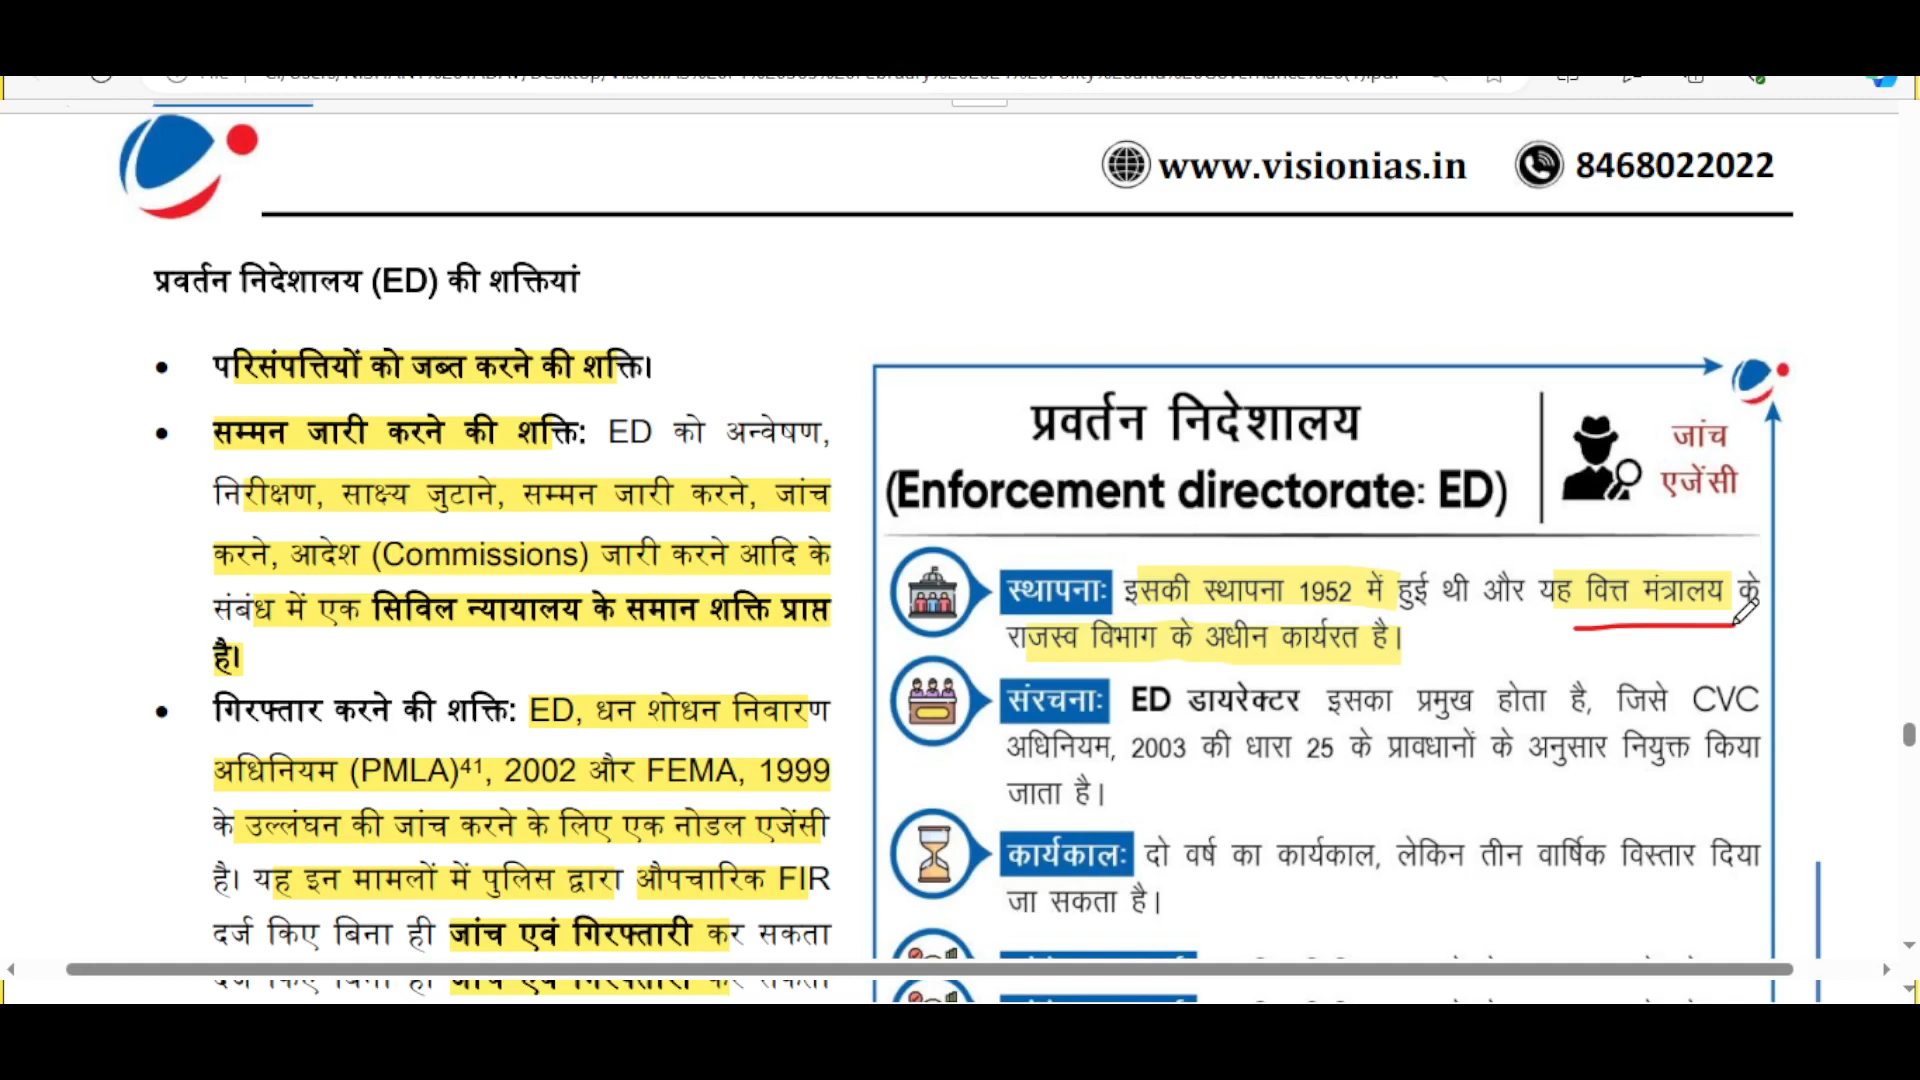 www.visionias.in 8468022022
प्रवर्तन निदेशालय (ED) की शक्तियां
• परिसंपत्तियों को जब्त करने की शक्ति।
• सम्मन जारी करने की शक्ति: ED को अन्वेषण,
निरीक्षण, साक्ष्य जुटाने, सम्मन जारी करने, जांच
करने, आदेश (Commissions) जारी करने आदि के
संबंध में एक सिविल न्यायालय के समान शक्ति प्राप्त
है।
• गिरफ्तार करने की शक्ति: ED, धन शोधन निवारण
अधिनियम (PMLA)⁴¹, 2002 और FEMA, 1999
के उल्लंघन की जांच करने के लिए एक नोडल एजेंसी
है। यह इन मामलों में पुलिस द्वारा औपचारिक FIR
दर्ज किए बिना ही जांच एवं गिरफ्तारी कर सकता
प्रवर्तन निदेशालय
(Enforcement directorate: ED)
जांच
एजेंसी
स्थापना: इसकी स्थापना 1952 में हुई थी और यह वित्त मंत्रालय के
राजस्व विभाग के अधीन कार्यरत है।
संरचना: ED डायरेक्टर इसका प्रमुख होता है, जिसे CVC
अधिनियम, 2003 की धारा 25 के प्रावधानों के अनुसार नियुक्त किया
जाता है।
कार्यकाल: दो वर्ष का कार्यकाल, लेकिन तीन वार्षिक विस्तार दिया
जा सकता है।